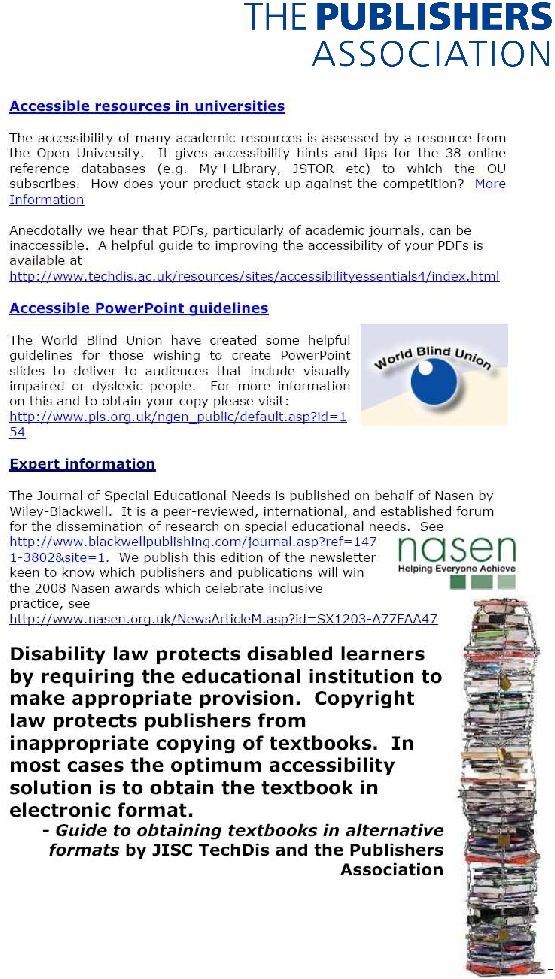 THE PUBLISHERS
ASSOCIATION
Accessible resources in universities
The accessibility of many academic resources is assessed by a resource from
the Open University. It gives accessibility hints and tips for the 38 online
reference databases (e.g. My i-Library, JSTOR etc) to which the OU
subscribes. How does your product stack up against the competition? More
Information
Anecdotally we hear that PDFs, particularly of academic journals, can be
inaccessible. A helpful guide to improving the accessibility of your PDFs is
available at
http://www.techdis.ac.uk/resources/sites/accessibilityessentials4/index.html
Accessible PowerPoint guidelines
The World Blind Union have created some helpful
guidelines for those wishing to create PowerPoint
slides to deliver to audiences that include visually
impaired or dyslexic people. For more information
on this and to obtain your copy please visit:
http://www.pls.org.uk/ngen_public/default.asp?id=1
54
World Blind Union
Expert information
The Journal of Special Educational Needs is published on behalf of Nasen by
Wiley-Blackwell. It is a peer-reviewed, international, and established forum
for the dissemination of research on special educational needs. See
http://www.blackwellpublishing.com/journal.asp?ref=147
1-3802&site=1. We publish this edition of the newsletter
keen to know which publishers and publications will win
the 2008 Nasen awards which celebrate inclusive
practice, see
http://www.nasen.org.uk/NewsArticleM.asp?id=SX1203-A77FAA47
nasen
Helping Everyone Achieve
Disability law protects disabled learners
by requiring the educational institution to
make appropriate provision. Copyright
law protects publishers from
inappropriate copying of textbooks. In
most cases the optimum accessibility
solution is to obtain the textbook in
electronic format.
- Guide to obtaining textbooks in alternative
formats by JISC TechDis and the Publishers
Association